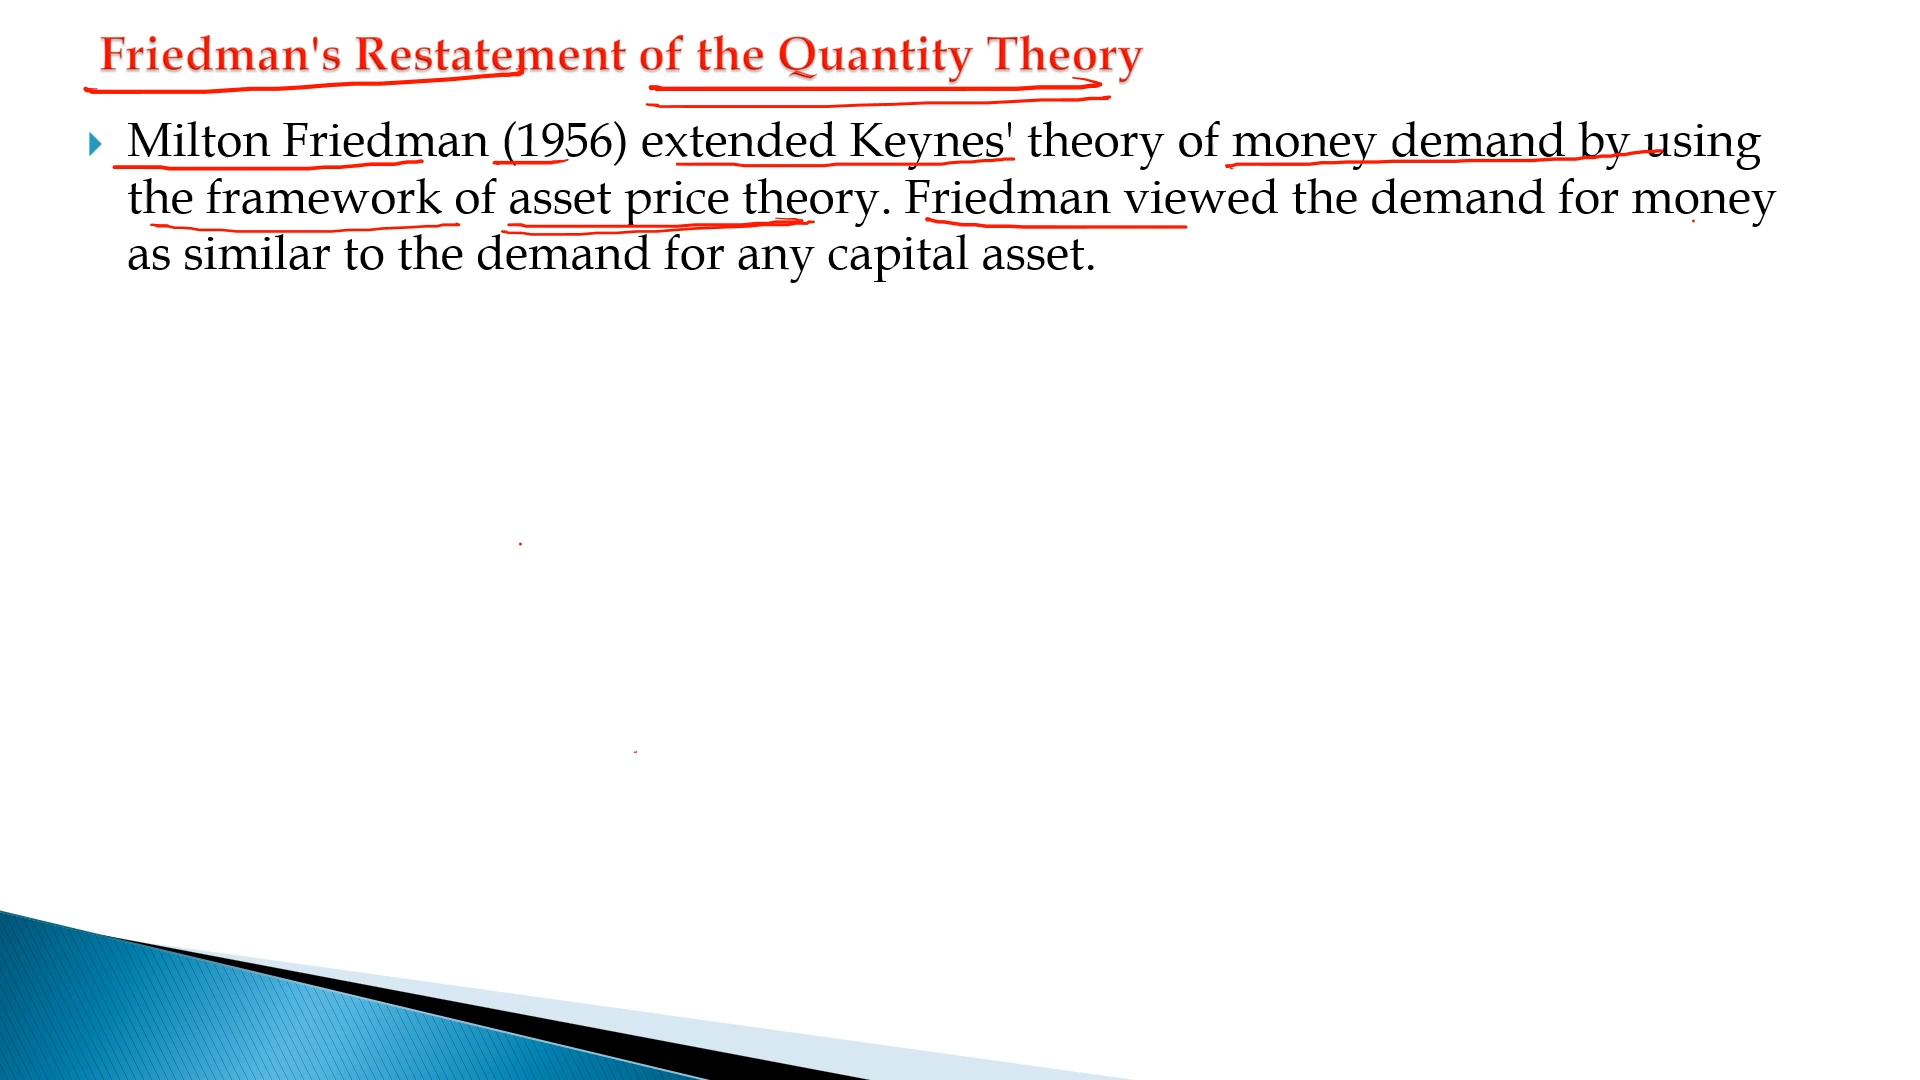 Friedman's Restatement of the Quantity Theory
Milton Friedman (1956) extended Keynes' theory of money demand by using
the framework of asset price theory. Friedman viewed the demand for money
as similar to the demand for any capital asset.